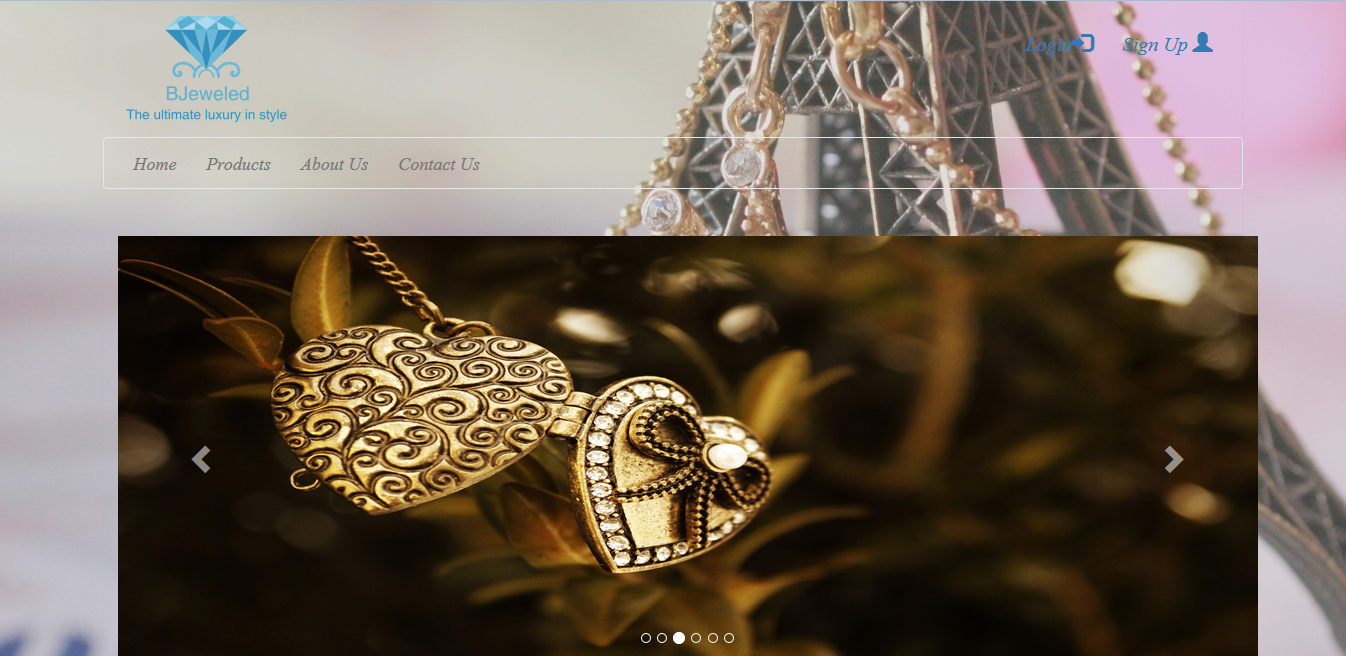 BJeweled
The ultimate luxury in style
Login
Sign Up
Home
Products
About Us
Contact Us